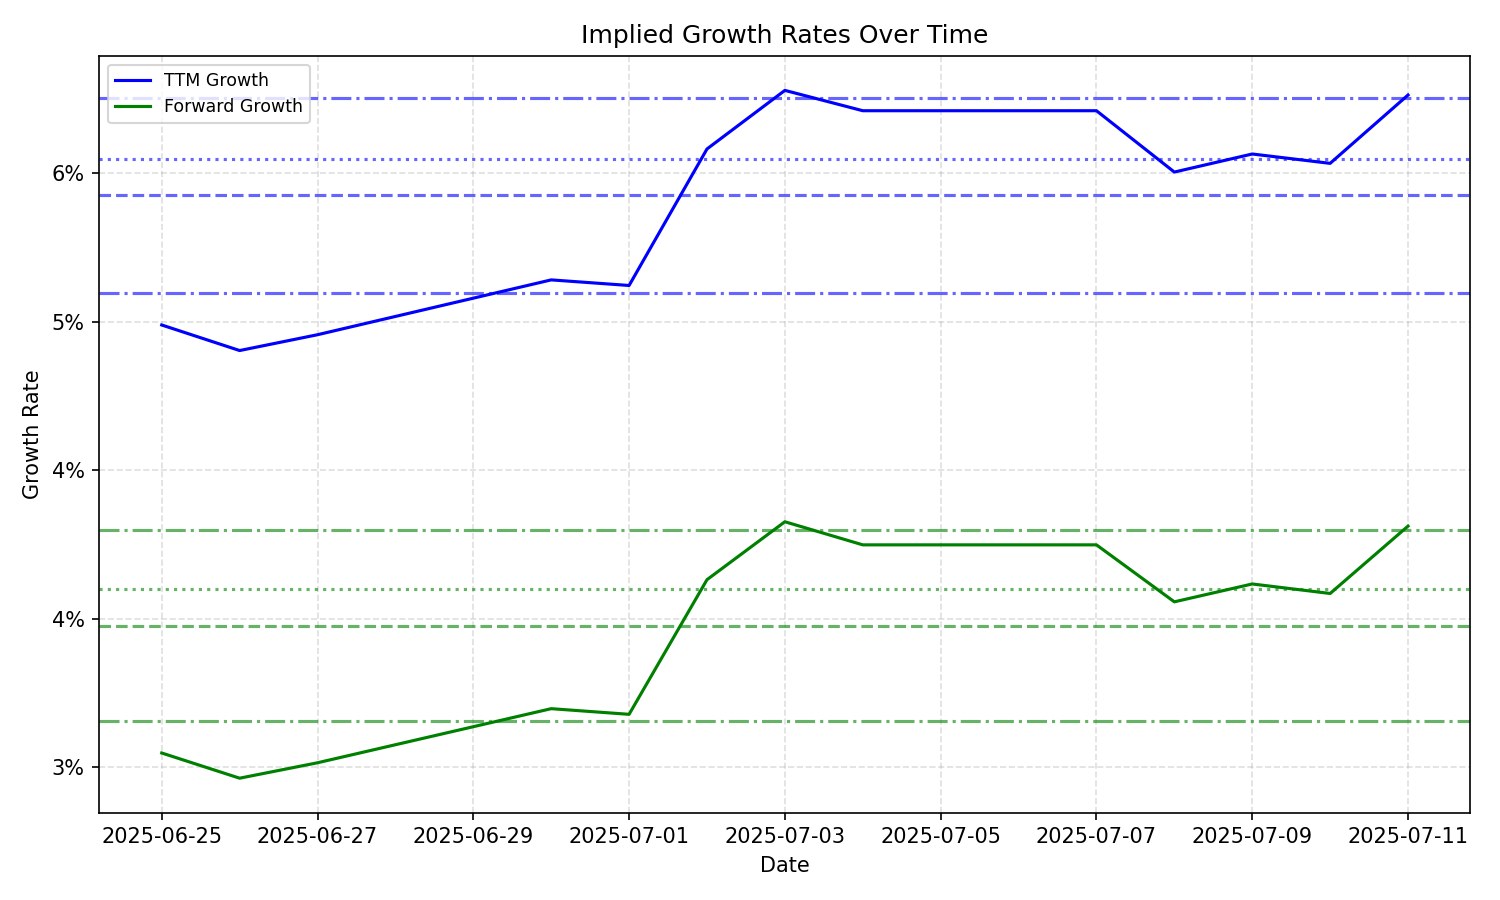 Implied Growth Rates Over Time
TTM Growth
Forward Growth
6%
5%
4%
4%
3%
Growth Rate
2025-06-25
2025-06-27
2025-06-29
2025-07-01
2025-07-03
2025-07-05
2025-07-07
2025-07-09
2025-07-11
Date